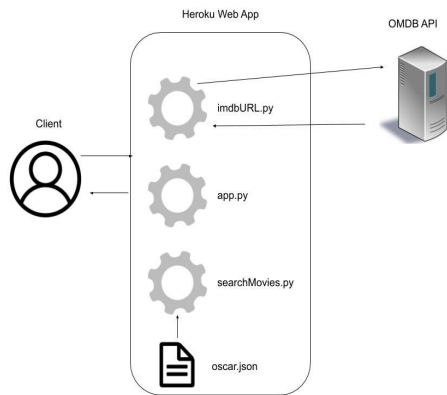 Heroku Web App
OMDB API
imdbURL.py
Client
app.py
searchMovies.py
oscar.json